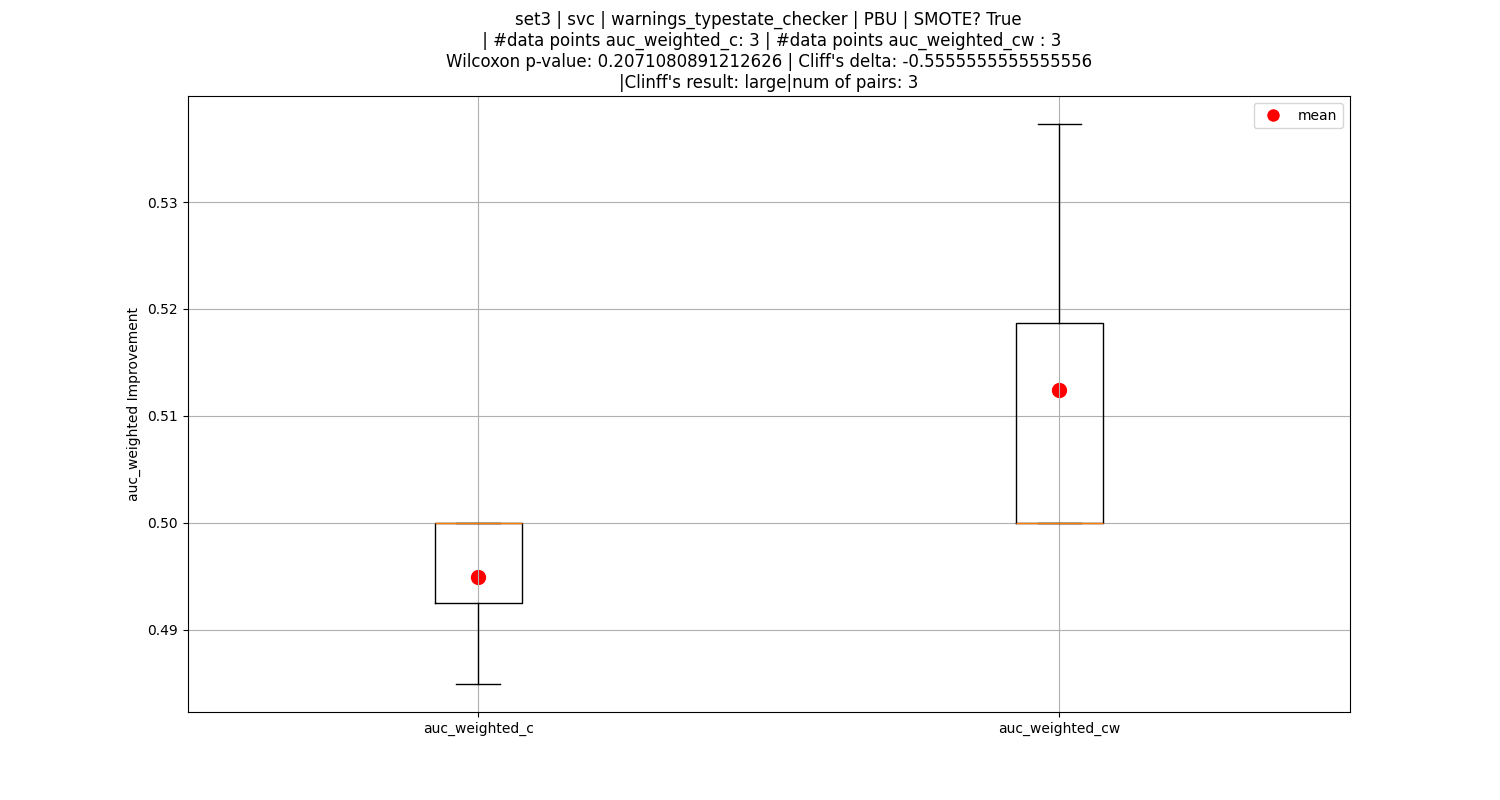 set3 | svc | warnings_typestate_checker | PBU | SMOTE? True
| #data points auc_weighted_c: 3 | #data points auc_weighted_cw : 3
Wilcoxon p-value: 0.2071080891212626 | Cliff's delta: -0.5555555555555556
|Clinff's result: large|num of pairs: 3
mean
0.53
0.52
0.51
0.50
0.49
auc_weighted Improvement
auc_weighted_c
auc_weighted_cw